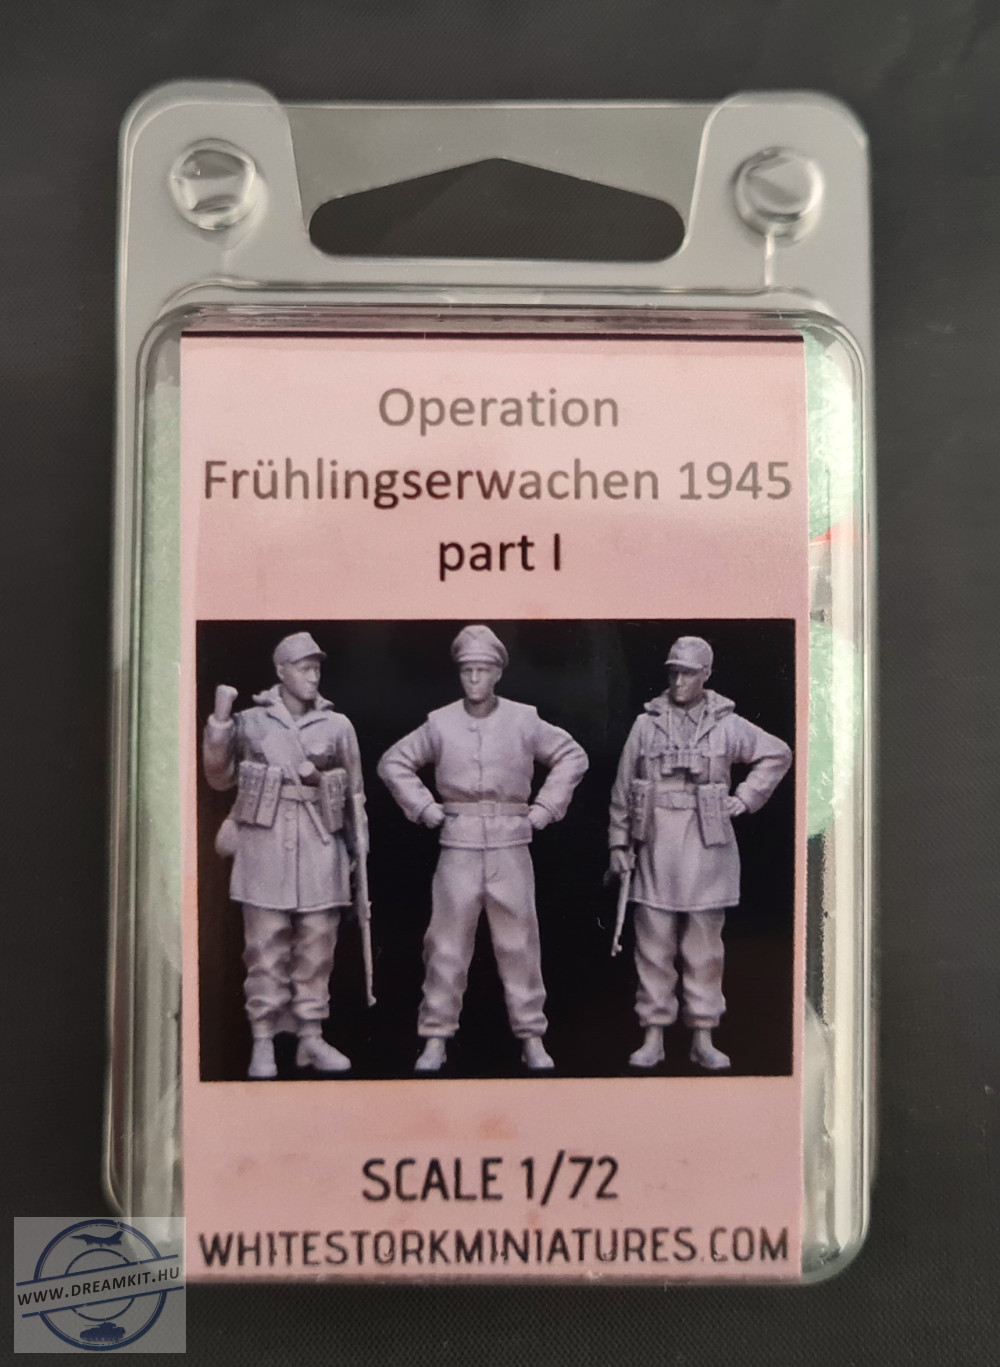 Operation
Frühlingserwachen 1945
part I
SCALE 1/72
WHITESTORKMINIATURES.COM
WWW.DREAMKIT.HU